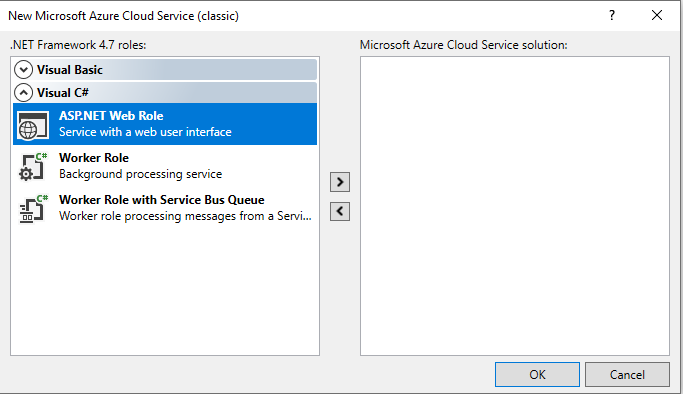 New Microsoft Azure Cloud Service (classic)
?
.NET Framework 4.7 roles:
Microsoft Azure Cloud Service solution:
Visual Basic
Visual C#
ASP.NET Web Role
Service with a web user interface
C#
Worker Role
Background processing service
C#
Worker Role with Service Bus Queue
Worker role processing messages from a Servi...
OK
Cancel